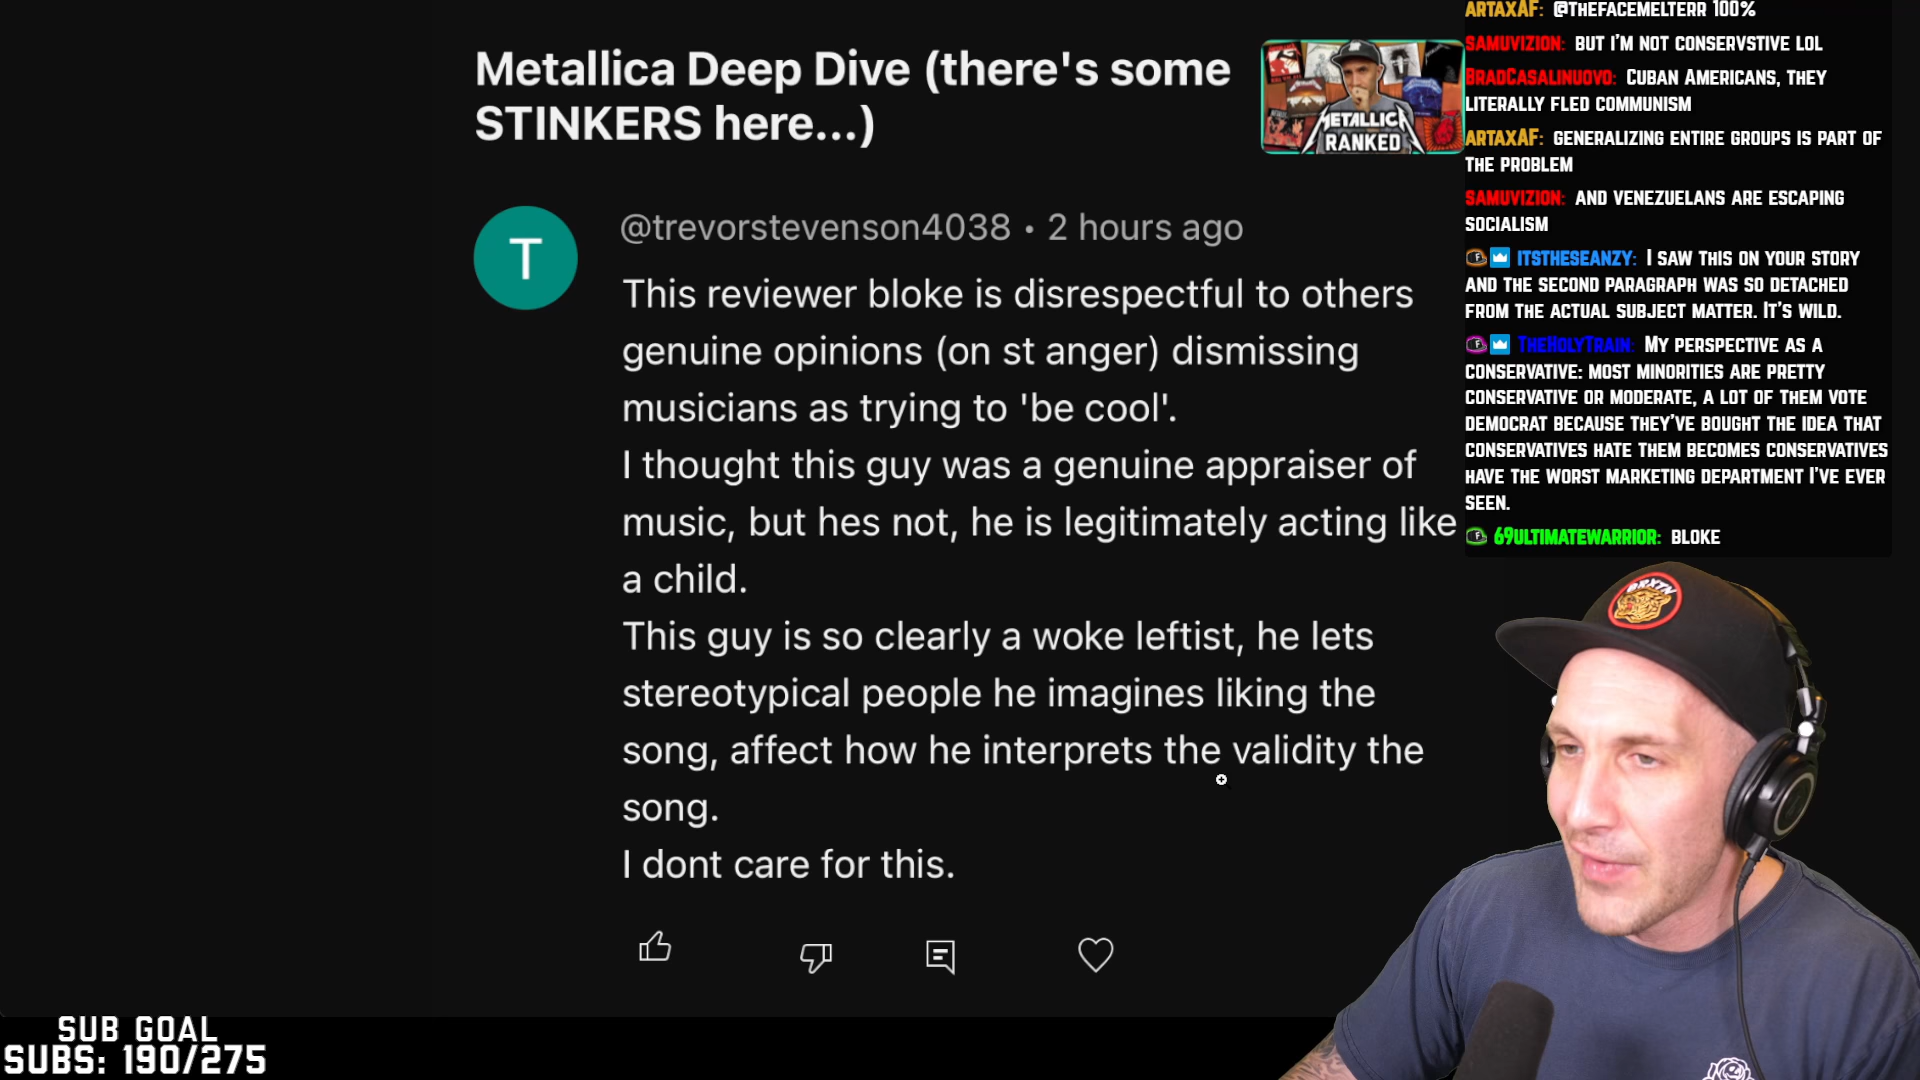 Metallica Deep Dive (there's some
STINKERS here...)
METALLICA
RANKED
T
@trevorstevenson4038 • 2 hours ago
This reviewer bloke is disrespectful to others
genuine opinions (on st anger) dismissing
musicians as trying to 'be cool'.
I thought this guy was a genuine appraiser of
music, but hes not, he is legitimately acting like
a child.
This guy is so clearly a woke leftist, he lets
stereotypical people he imagines liking the
song, affect how he interprets the validity the
song.
I dont care for this.
ARTAXAF: @THEFACEMELTERR 100%
SAMUVIZION: BUT I'M NOT CONSERVSTIVE LOL
BRADCASALINUOVO: CUBAN AMERICANS, THEY
LITERALLY FLED COMMUNISM
ARTAXAF: GENERALIZING ENTIRE GROUPS IS PART OF
THE PROBLEM
SAMUVIZION: AND VENEZUELANS ARE ESCAPING
SOCIALISM
ITSTHESEANZY: I SAW THIS ON YOUR STORY
AND THE SECOND PARAGRAPH WAS SO DETACHED
FROM THE ACTUAL SUBJECT MATTER. IT'S WILD.
THEHOLYTRAIN: MY PERSPECTIVE AS A
CONSERVATIVE: MOST MINORITIES ARE PRETTY
CONSERVATIVE OR MODERATE, A LOT OF THEM VOTE
DEMOCRAT BECAUSE THEY'VE BOUGHT THE IDEA THAT
CONSERVATIVES HATE THEM BECOMES CONSERVATIVES
HAVE THE WORST MARKETING DEPARTMENT I'VE EVER
SEEN.
69ULTIMATEWARRIOR: BLOKE
BRXTN
SUB GOAL
SUBS: 190/275